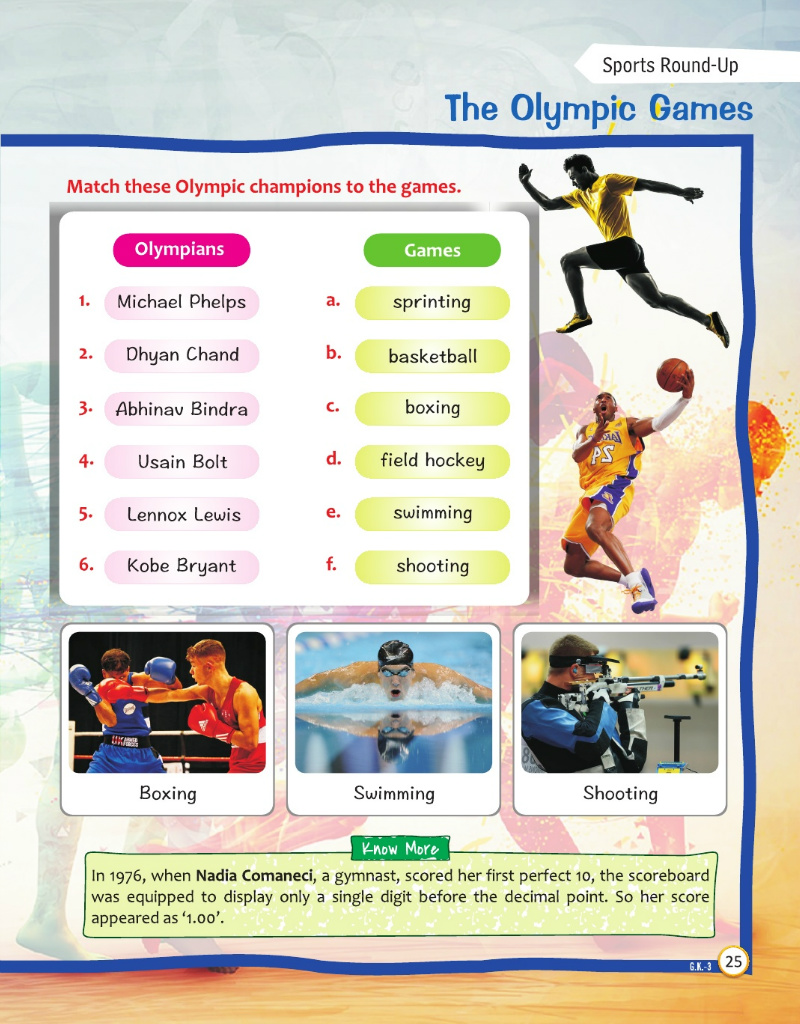 Sports Round-Up
The Olympic Games
Match these Olympic champions to the games.
Olympians Games
1. Michael Phelps a. sprinting
2. Dhyan Chand b. basketball
3. Abhinav Bindra c. boxing
4. Usain Bolt d. field hockey
5. Lennox Lewis e. swimming
6. Kobe Bryant f. shooting
Boxing Swimming Shooting
Know More
In 1976, when Nadia Comaneci, a gymnast, scored her first perfect 10, the scoreboard
was equipped to display only a single digit before the decimal point. So her score
appeared as ‘1.00’.
G.K.-3 25